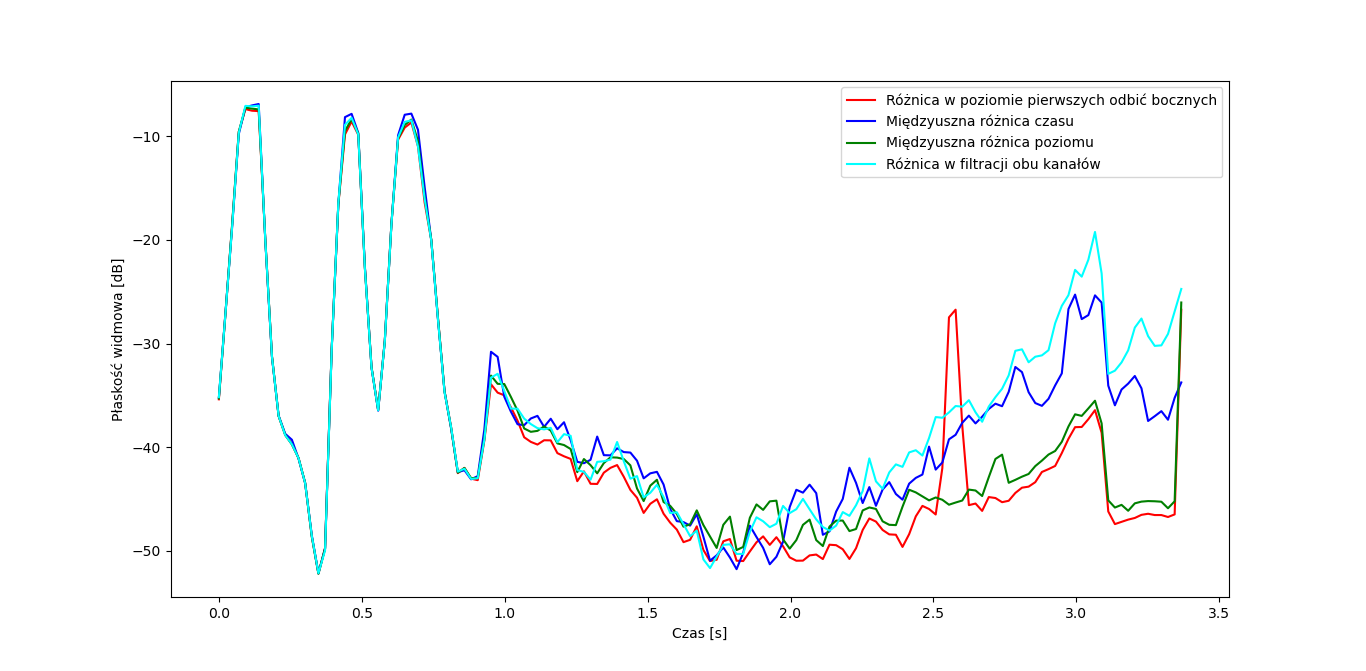 Różnica w poziomie pierwszych odbić bocznych
Międzyuszna różnica czasu
Międzyuszna różnica poziomu
Różnica w filtracji obu kanałów
−10
−20
−30
−40
−50
Płaskość widmowa [dB]
0.0 0.5 1.0 1.5 2.0 2.5 3.0 3.5
Czas [s]